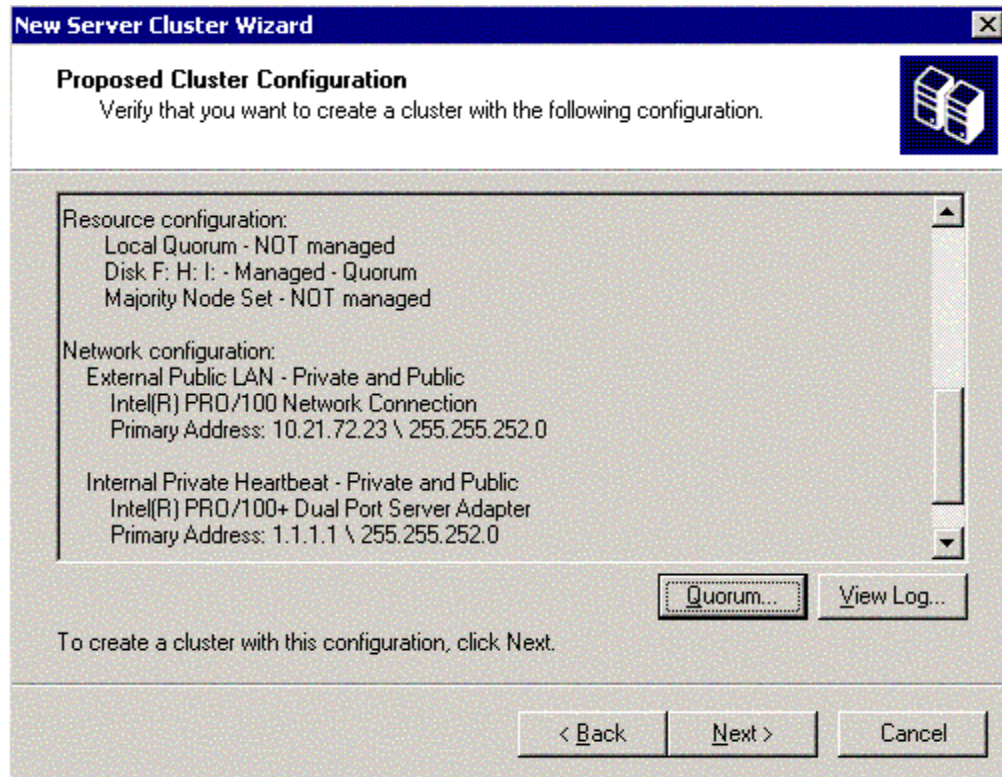 New Server Cluster Wizard
Proposed Cluster Configuration
Verify that you want to create a cluster with the following configuration.
Resource configuration:
Local Quorum - NOT managed
Disk F: H: I: - Managed - Quorum
Majority Node Set - NOT managed
Network configuration:
External Public LAN - Private and Public
Intel(R) PRO/100 Network Connection
Primary Address: 10.21.72.23 \ 255.255.252.0
Internal Private Heartbeat - Private and Public
Intel(R) PRO/100+ Dual Port Server Adapter
Primary Address: 1.1.1.1 \ 255.255.252.0
Quorum... View Log...
To create a cluster with this configuration, click Next.
< Back Next > Cancel